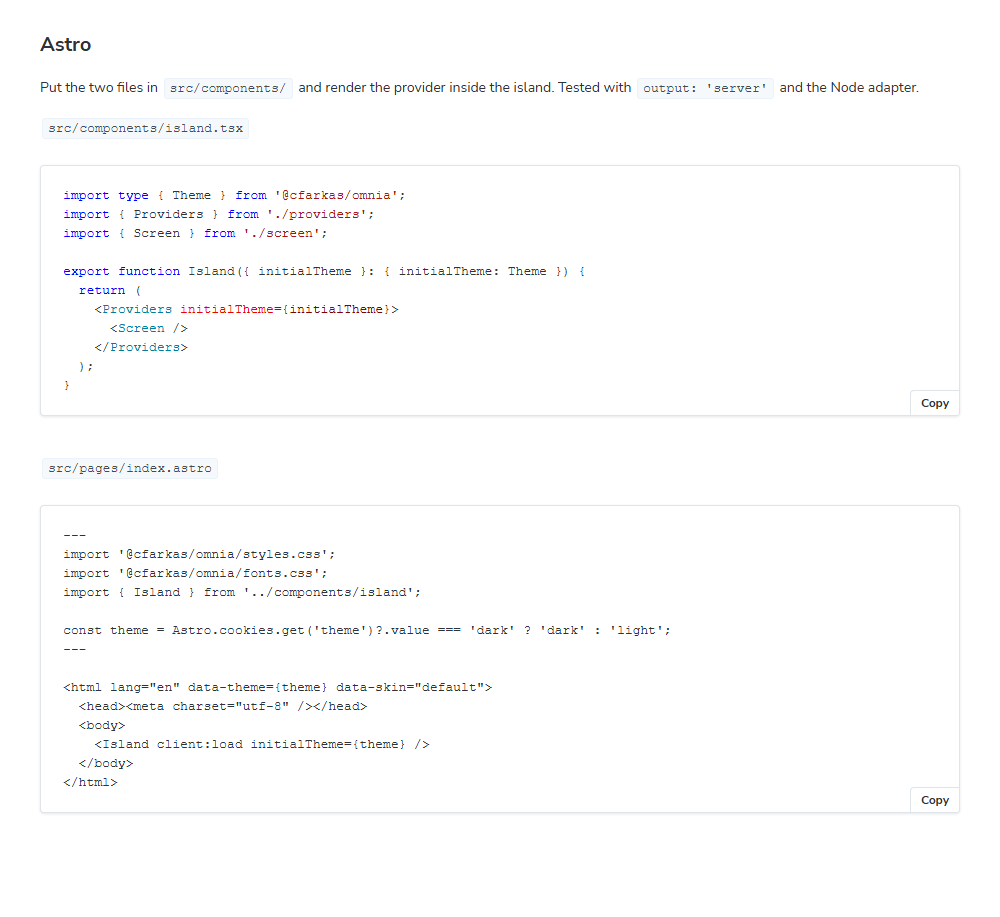 Astro
Put the two files in src/components/ and render the provider inside the island. Tested with output: 'server' and the Node adapter.
src/components/island.tsx
import type { Theme } from '@cfarkas/omnia';
import { Providers } from './providers';
import { Screen } from './screen';
export function Island({ initialTheme }: { initialTheme: Theme }) {
  return (
    <Providers initialTheme={initialTheme}>
      <Screen />
    </Providers>
  );
}
Copy
src/pages/index.astro
---
import '@cfarkas/omnia/styles.css';
import '@cfarkas/omnia/fonts.css';
import { Island } from '../components/island';
const theme = Astro.cookies.get('theme')?.value === 'dark' ? 'dark' : 'light';
---
<html lang="en" data-theme={theme} data-skin="default">
  <head><meta charset="utf-8" /></head>
  <body>
    <Island client:load initialTheme={theme} />
  </body>
</html>
Copy